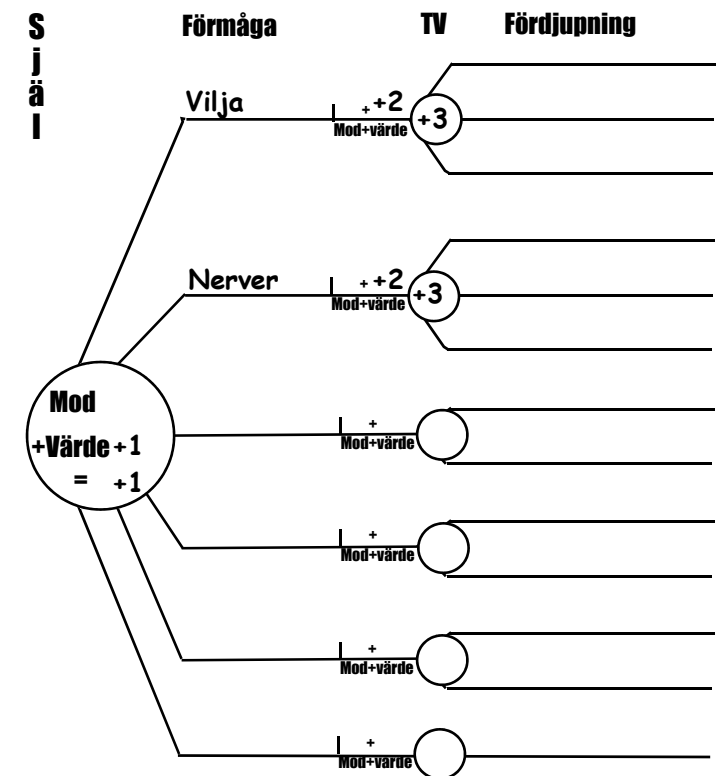 Själ
Förmåga TV Fördjupning
Vilja + +2 +3
Mod+värde
Nerver + +2 +3
Mod+värde
Mod
+Värde +1
= +1
+
Mod+värde
+
Mod+värde
+
Mod+värde
+
Mod+värde